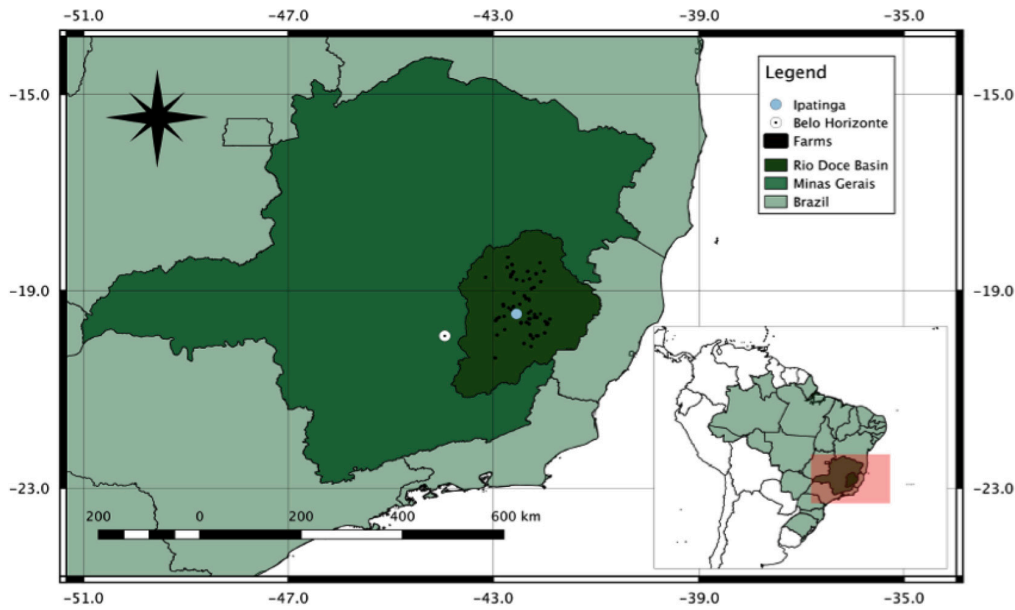 -51.0 -47.0 -43.0 -39.0 -35.0
Legend
Ipatinga
Belo Horizonte
Farms
Rio Doce Basin
Minas Gerais
Brazil
-15.0 -15.0
-19.0 -19.0
-23.0 -23.0
200 0 200 400 600 km
-51.0 -47.0 -43.0 -39.0 -35.0